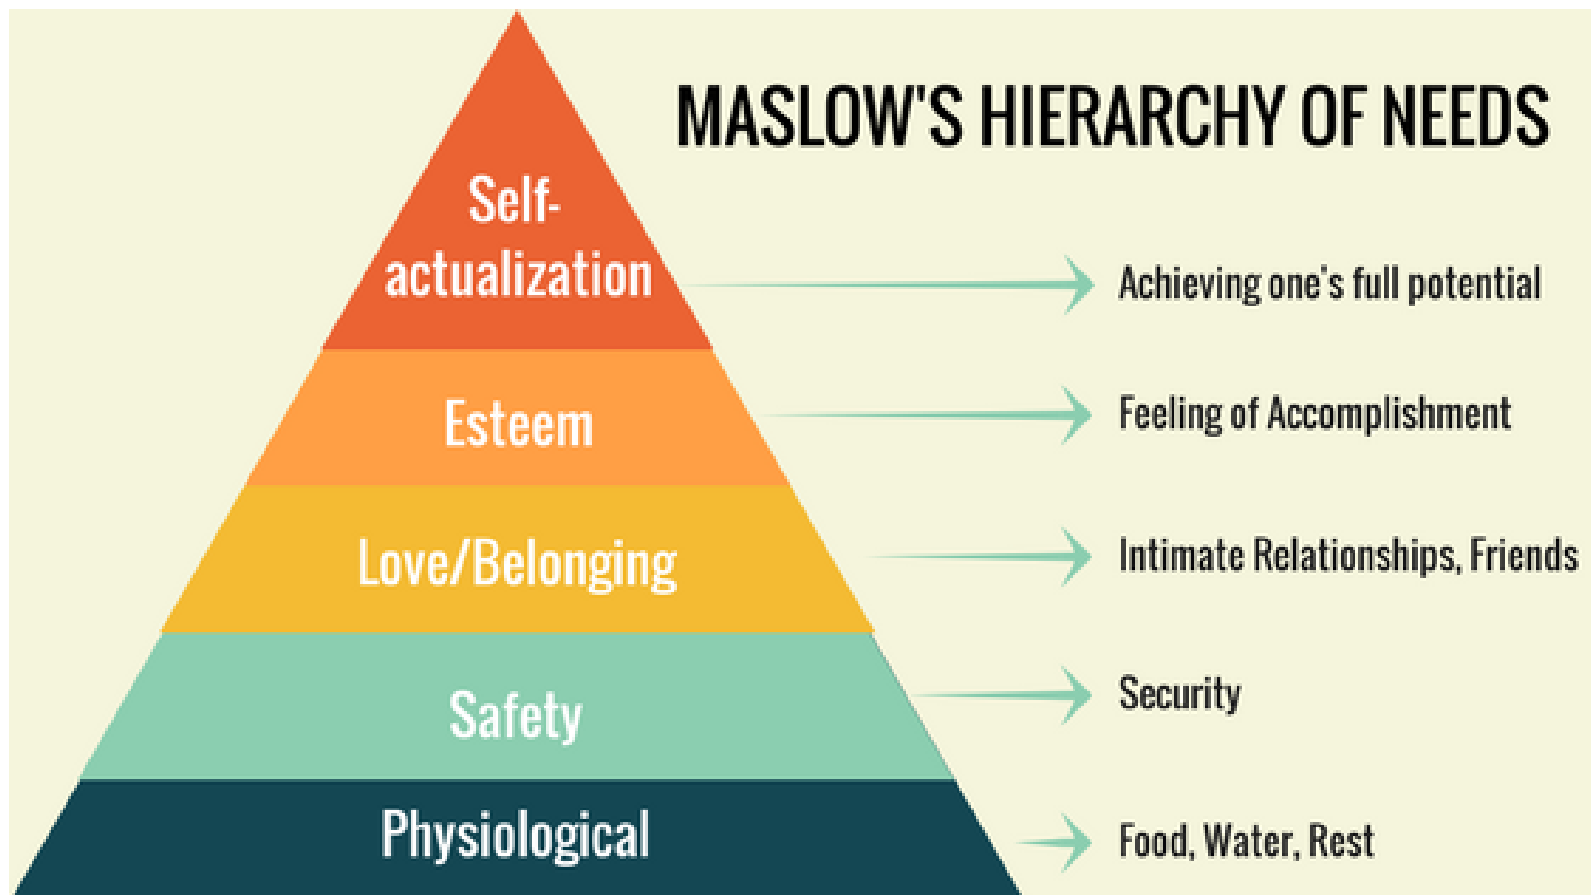 MASLOW'S HIERARCHY OF NEEDS
Self-
actualization
Achieving one's full potential
Esteem
Feeling of Accomplishment
Love/Belonging
Intimate Relationships, Friends
Safety
Security
Physiological
Food, Water, Rest